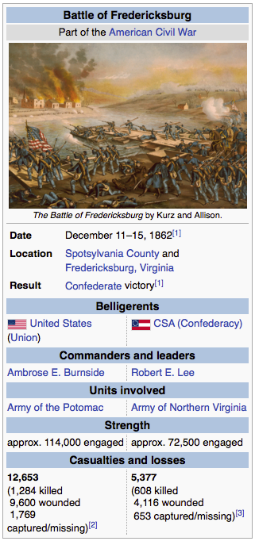 Battle of Fredericksburg
Part of the American Civil War
The Battle of Fredericksburg by Kurz and Allison.
Date December 11–15, 1862[1]
Location Spotsylvania County and
Fredericksburg, Virginia
Result Confederate victory[1]
Belligerents
United States
(Union)
CSA (Confederacy)
Commanders and leaders
Ambrose E. Burnside
Robert E. Lee
Units involved
Army of the Potomac
Army of Northern Virginia
Strength
approx. 114,000 engaged
approx. 72,500 engaged
Casualties and losses
12,653
(1,284 killed
9,600 wounded
1,769
captured/missing)[2]
5,377
(608 killed
4,116 wounded
653 captured/missing)[3]